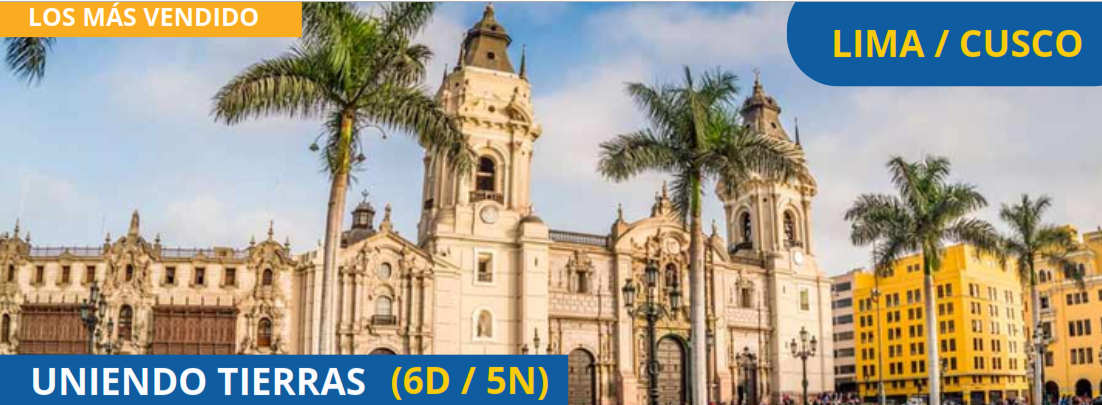 LOS MÁS VENDIDO
LIMA / CUSCO
UNIENDO TIERRAS (6D / 5N)